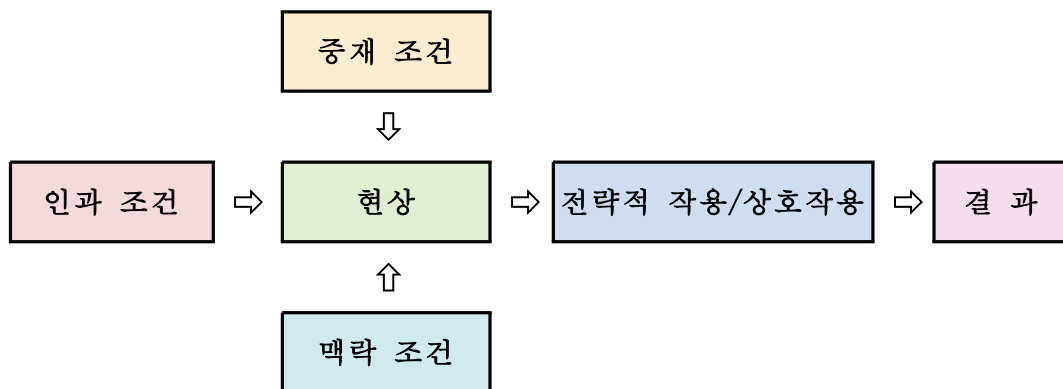 중재 조건
인과 조건
현상
전략적 작용/상호작용
결 과
맥락 조건